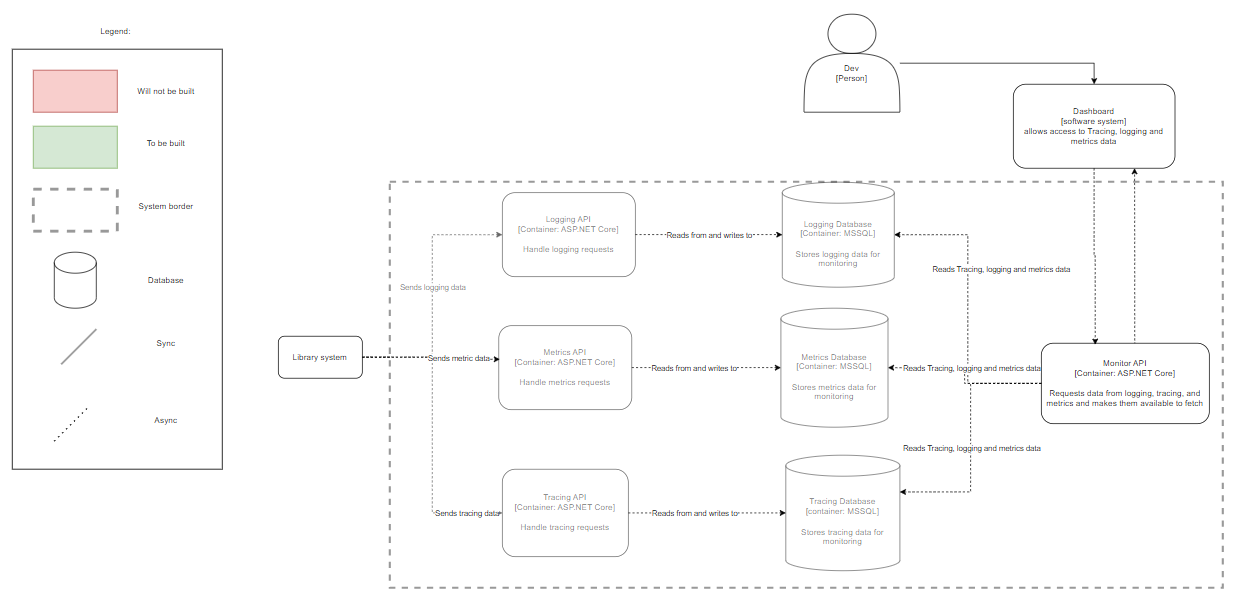 Legend:
Will not be built
To be built
System border
Database
Sync
Async
Dev
[Person]
Dashboard
[software system]
allows access to Tracing, logging and
metrics data
Library system
Sends logging data
Sends metric data
Sends tracing data
Logging API
[Container: ASP.NET Core]
Handle logging requests
Reads from and writes to
Logging Database
[Container: MSSQL]
Stores logging data for
monitoring
Reads Tracing, logging and metrics data
Metrics API
[Container: ASP.NET Core]
Handle metrics requests
Reads from and writes to
Metrics Database
[Container: MSSQL]
Stores metrics data for
monitoring
Reads Tracing, logging and metrics data
Monitor API
[Container: ASP.NET Core]
Requests data from logging, tracing, and
metrics and makes them available to fetch
Reads Tracing, logging and metrics data
Tracing API
[Container: ASP.NET Core]
Handle tracing requests
Reads from and writes to
Tracing Database
[container: MSSQL]
Stores tracing data for
monitoring